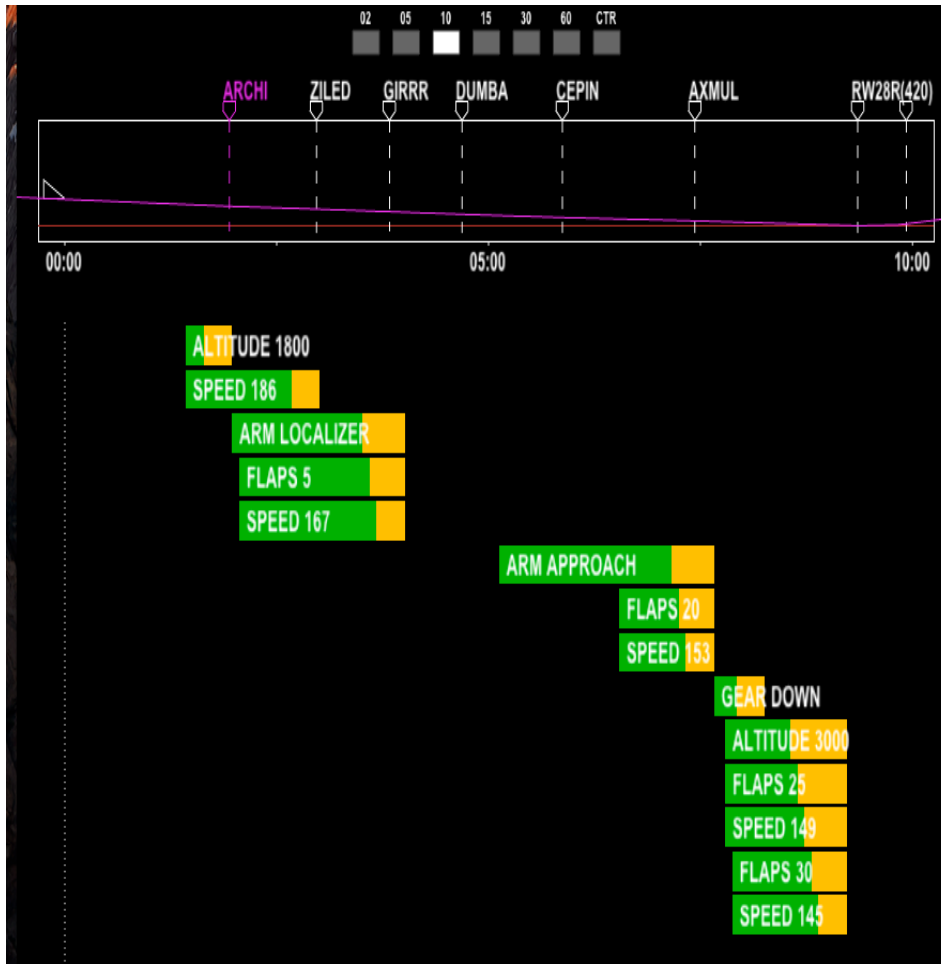 02 05 10 15 30 60 CTR
ARCHI ZILED GIRRR DUMBA CEPIN AXMUL RW28R(420)
00:00 05:00 10:00
ALTITUDE 1800
SPEED 186
ARM LOCALIZER
FLAPS 5
SPEED 167
ARM APPROACH
FLAPS 20
SPEED 153
GEAR DOWN
ALTITUDE 3000
FLAPS 25
SPEED 149
FLAPS 30
SPEED 145